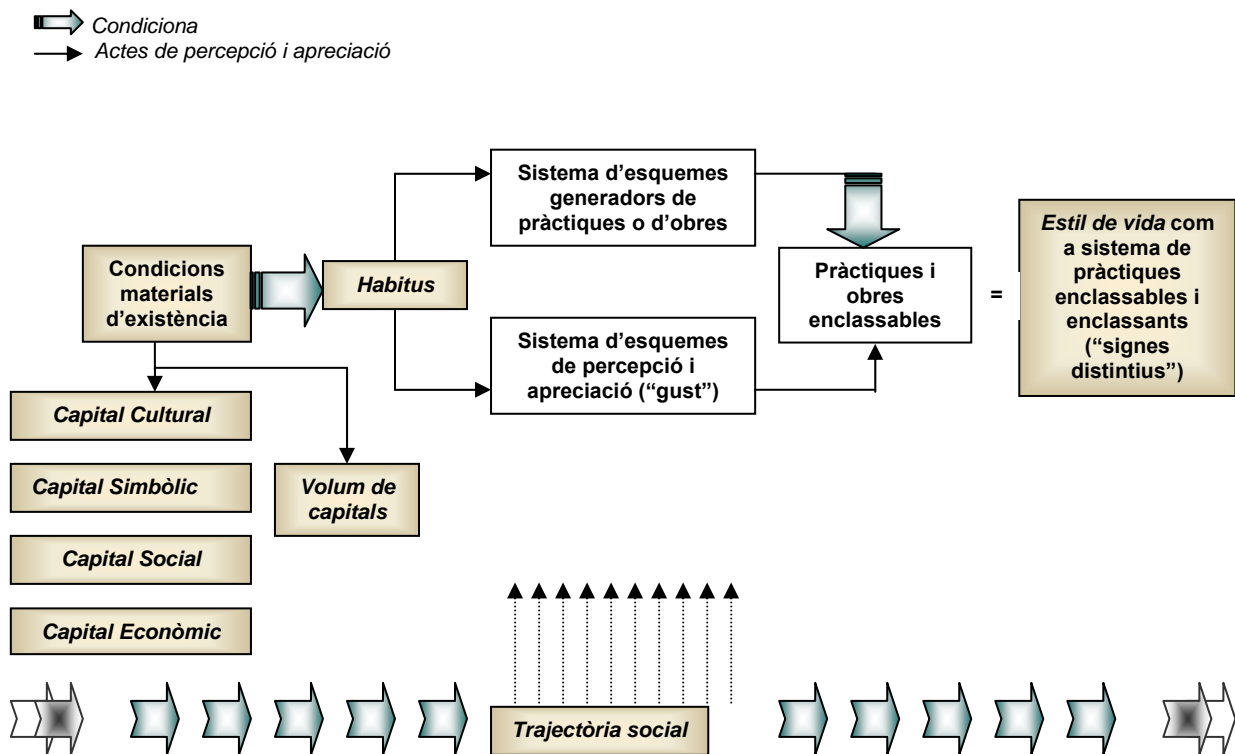 Condiciona
Actes de percepció i apreciació
Sistema d'esquemes
generadors de
pràctiques o d'obres
Estil de vida com
a sistema de
pràctiques
enclassables i
enclassants
("signes
distintius")
Condicions
materials
d'existència
Habitus
Pràctiques i
obres
enclassables
=
Sistema d'esquemes
de percepció i
apreciació ("gust")
Capital Cultural
Capital Simbòlic
Volum de
capitals
Capital Social
Capital Econòmic
Trajectòria social